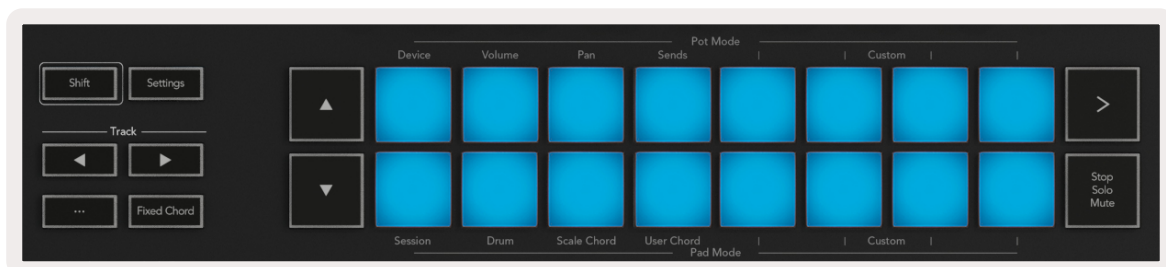 Pot Mode
Device Volume Pan Sends Custom
Shift Settings
Track
... Fixed Chord
Stop
Solo
Mute
Session Drum Scale Chord User Chord Custom
Pad Mode